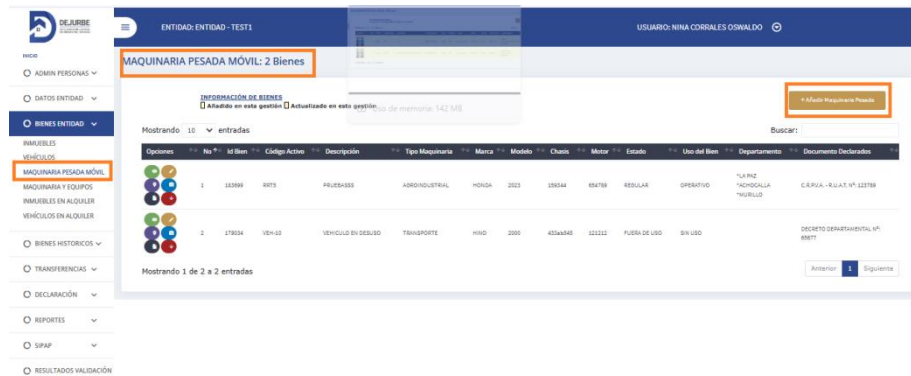 DEJURBE
ENTIDAD: ENTIDAD - TEST1
USUARIO: NINA CORRALES OSWALDO
INICIO
ADMIN PERSONAS
DATOS ENTIDAD
BIENES ENTIDAD
INMUEBLES
VEHÍCULOS
MAQUINARIA PESADA MÓVIL
MAQUINARIA Y EQUIPOS
INMUEBLES EN ALQUILER
VEHÍCULOS EN ALQUILER
BIENES HISTORICOS
TRANSFERENCIAS
DECLARACIÓN
REPORTES
SIPAP
RESULTADOS VALIDACIÓN
MAQUINARIA PESADA MÓVIL: 2 Bienes
INFORMACIÓN DE BIENES
Añadido en esta gestión Actualizado en esta gestión
Uso de memoria: 142 MB
+ Añadir Maquinaria Pesada
Mostrando 10 entradas
Buscar:
Opciones No Id Bien Código Activo Descripción Tipo Maquinaria Marca Modelo Chasis Motor Estado Uso del Bien Departamento Documento Declarados
1 PRUEBASSS AGROINDUSTRIAL HONDA 2023 REGULAR OPERATIVO *LA PAZ *ACHOCALLA *MURILLO C.R.P.V.A. - R.U.A.T. Nº: 123789
2 179034 VEH-10 VEHICULO EN DESUSO TRANSPORTE HINO 2000 FUERA DE USO SIN USO DECRETO DEPARTAMENTAL Nº:
Mostrando 1 de 2 a 2 entradas
Anterior 1 Siguiente